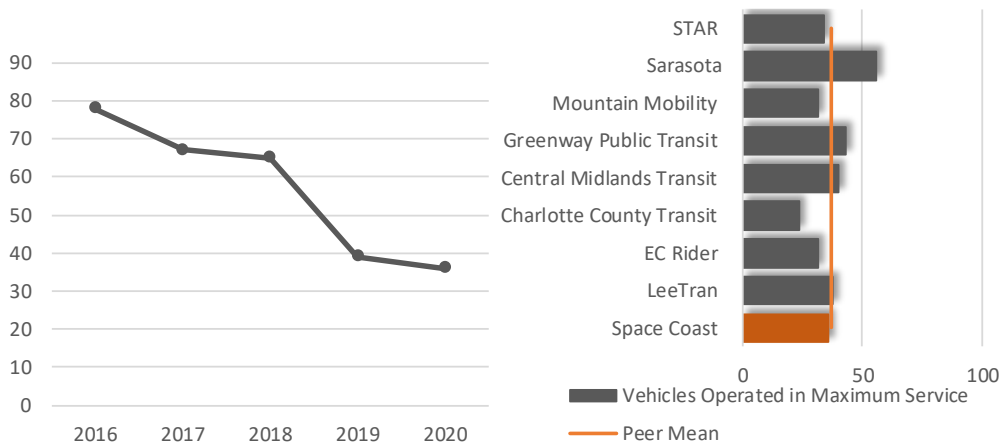 90
80
70
60
50
40
30
20
10
0
2016 2017 2018 2019 2020
STAR
Sarasota
Mountain Mobility
Greenway Public Transit
Central Midlands Transit
Charlotte County Transit
EC Rider
LeeTran
Space Coast
0 50 100
Vehicles Operated in Maximum Service
Peer Mean